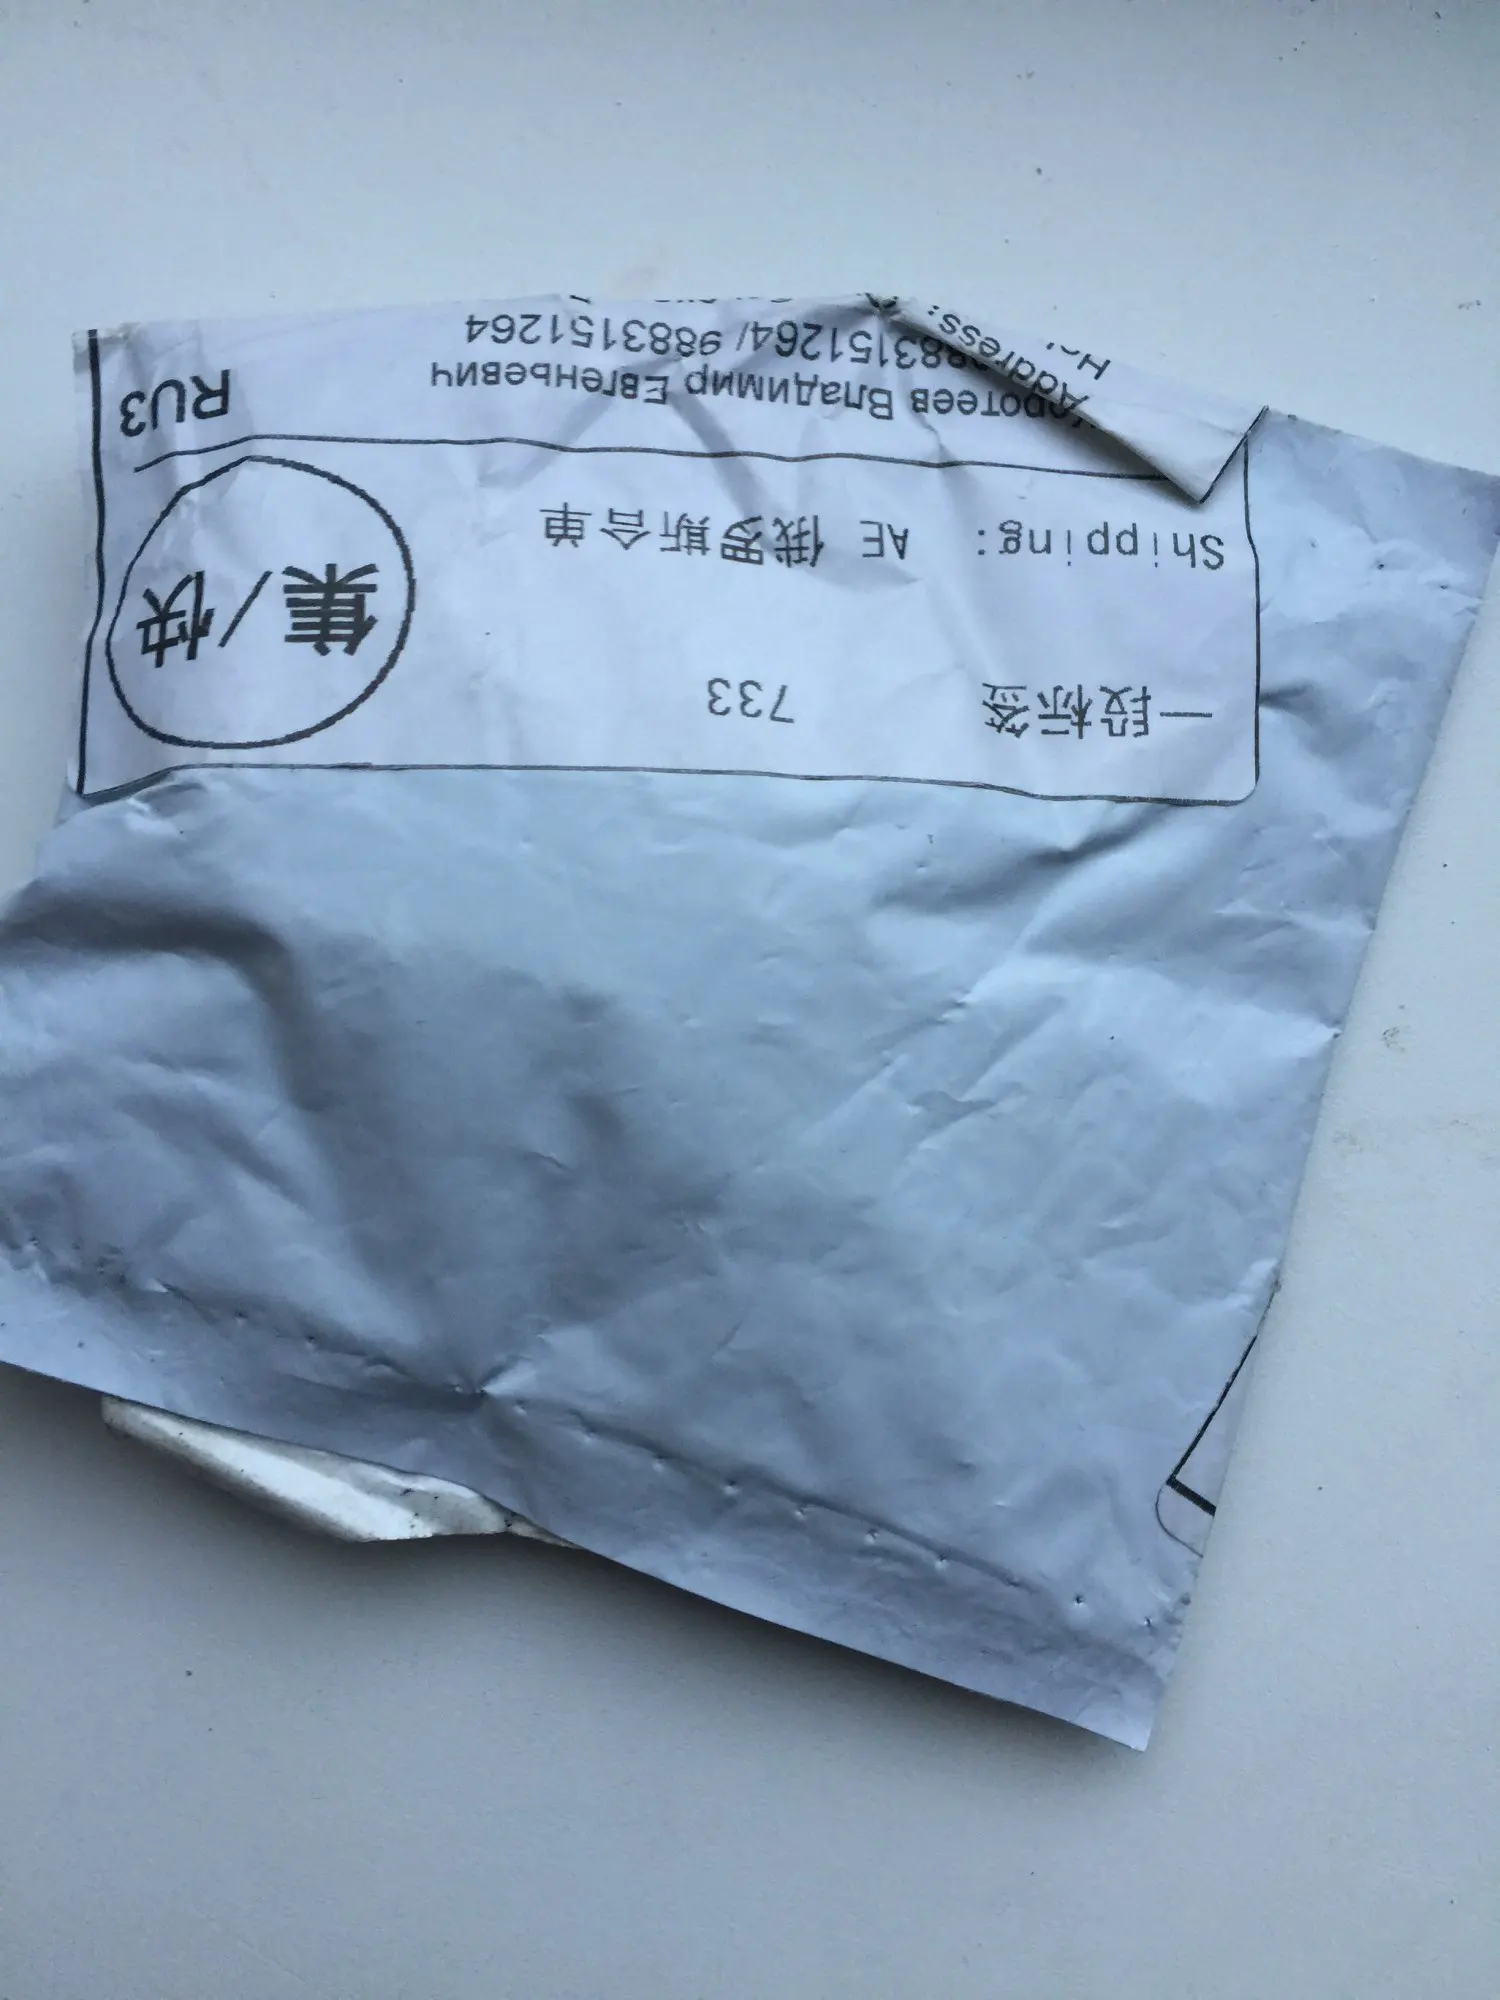 一段标签 733
集/快
Shipping: AE 俄罗斯合单
Владимир Евгеньевич RU3
9883151264/ 9883151264
Address: